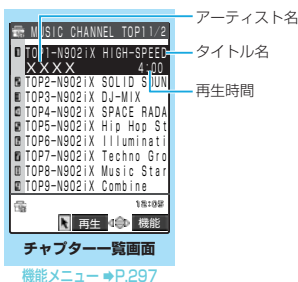 MUSIC CHANNEL TOP11/2
TOP1-N902iX HIGH-SPEED
XXXX 4:00
TOP2-N902iX SOLID SOUN
TOP3-N902iX DJ-MIX
TOP4-N902iX SPACE RADA
TOP5-N902iX Hip Hop St
TOP6-N902iX Illuminati
TOP7-N902iX Techno Gro
TOP8-N902iX Music Star
TOP9-N902iX Combine
再生 機能
アーティスト名
タイトル名
再生時間
チャプター一覧画面
機能メニュー ➡P.297